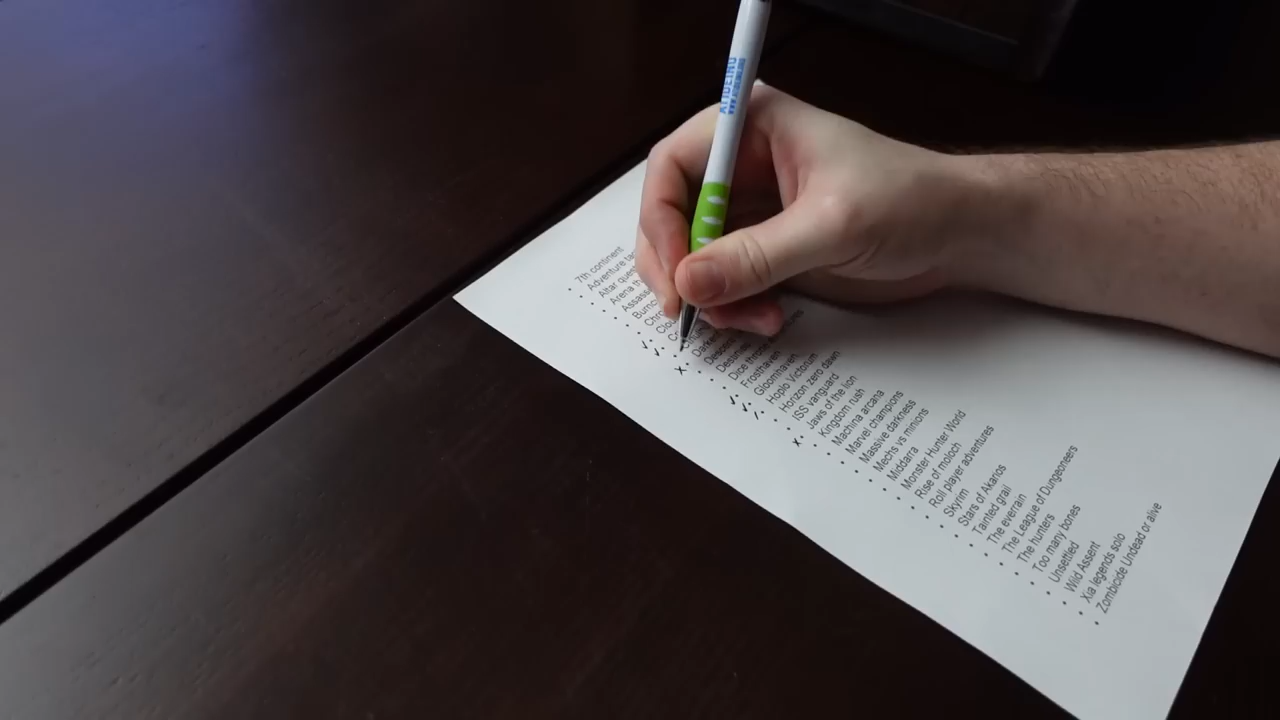 7th continent
Adventure
Altar quest
Arena
Dice throne
Frosthaven
Gloomhaven
Hoplo Victorum
Horizon zero dawn
ISS vanguard
Jaws of the lion
Kingdom rush
Machina arcana
Marvel champions
Massive darkness
Mechs vs minions
Middarra
Monster Hunter World
Rise of moloch
Roll player adventures
Skyrim
Stars of Akarios
Tainted grail
The everrain
The League of Dungeoneers
The hunters
Too many bones
Unsettled
Wild Assent
Xia legends solo
Zombicide Undead or alive